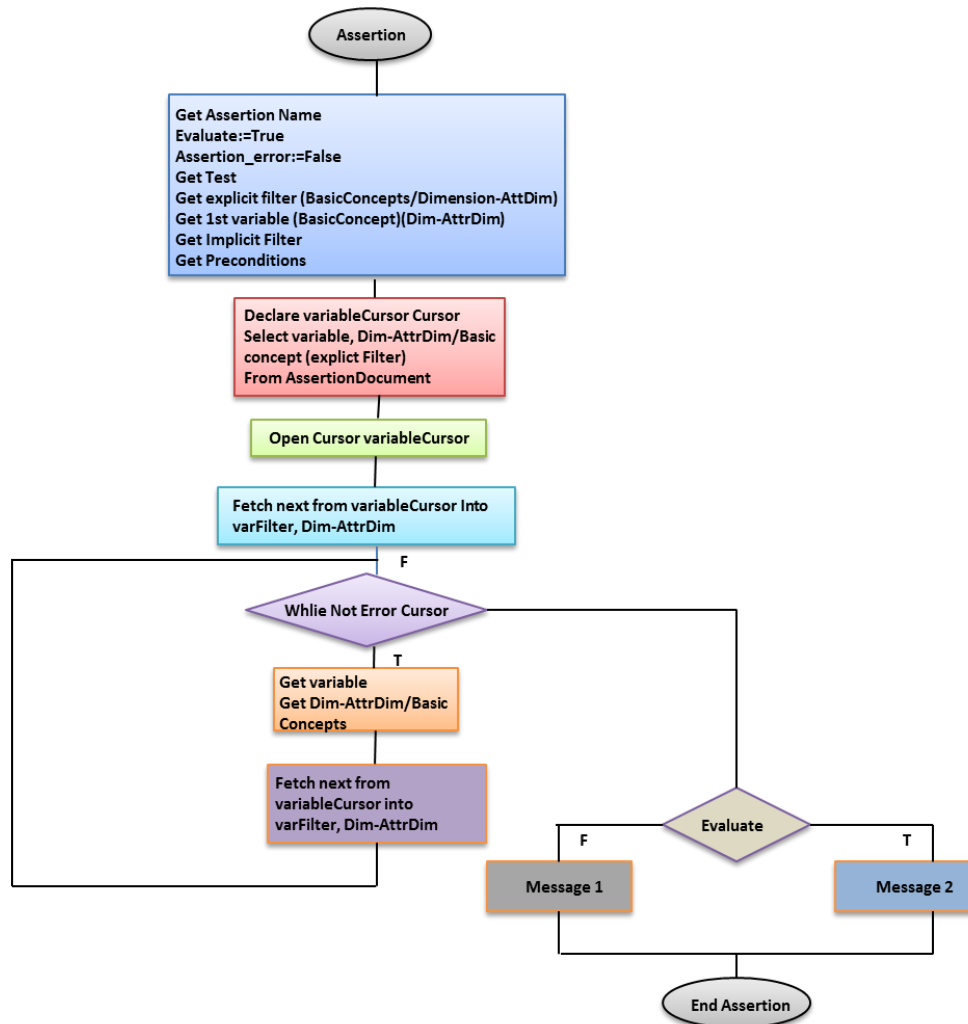 Assertion
Get Assertion Name
Evaluate:=True
Assertion_error:=False
Get Test
Get explicit filter (BasicConcepts/Dimension-AttDim)
Get 1st variable (BasicConcept)(Dim-AttrDim)
Get Implicit Filter
Get Preconditions
Declare variableCursor Cursor
Select variable, Dim-AttrDim/Basic
concept (explict Filter)
From AssertionDocument
Open Cursor variableCursor
Fetch next from variableCursor Into
varFilter, Dim-AttrDim
F
Whlie Not Error Cursor
T
Get variable
Get Dim-AttrDim/Basic
Concepts
Fetch next from
variableCursor into
varFilter, Dim-AttrDim
Evaluate
F
T
Message 1
Message 2
End Assertion